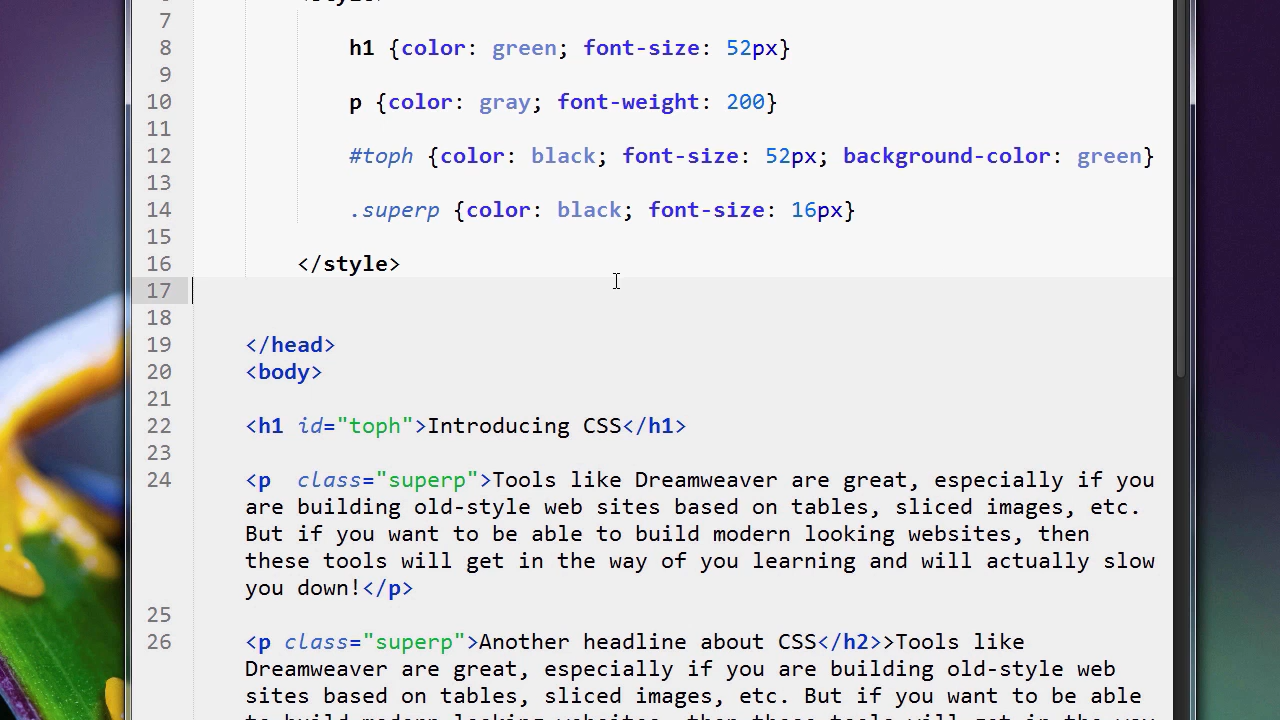 7
8 h1 {color: green; font-size: 52px}
9
10 p {color: gray; font-weight: 200}
11
12 #toph {color: black; font-size: 52px; background-color: green}
13
14 .superp {color: black; font-size: 16px}
15
16 </style>
17
18
19 </head>
20 <body>
21
22 <h1 id="toph">Introducing CSS</h1>
23
24 <p  class="superp">Tools like Dreamweaver are great, especially if you
are building old-style web sites based on tables, sliced images, etc.
But if you want to be able to build modern looking websites, then
these tools will get in the way of you learning and will actually slow
you down!</p>
25
26 <p class="superp">Another headline about CSS</h2>>Tools like
Dreamweaver are great, especially if you are building old-style web
sites based on tables, sliced images, etc. But if you want to be able